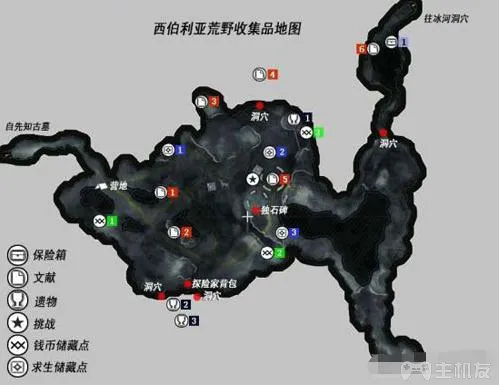 西伯利亚荒野收集品地图
往冰河洞穴
6
1
4
3
洞穴
1
1
洞穴
自先知古墓
1
2
营地
5
1
独石碑
1
2
3
2
保险箱
探险家背包
洞穴
洞穴
文献
2
遗物
3
挑战
钱币储藏点
求生储藏点
主机友